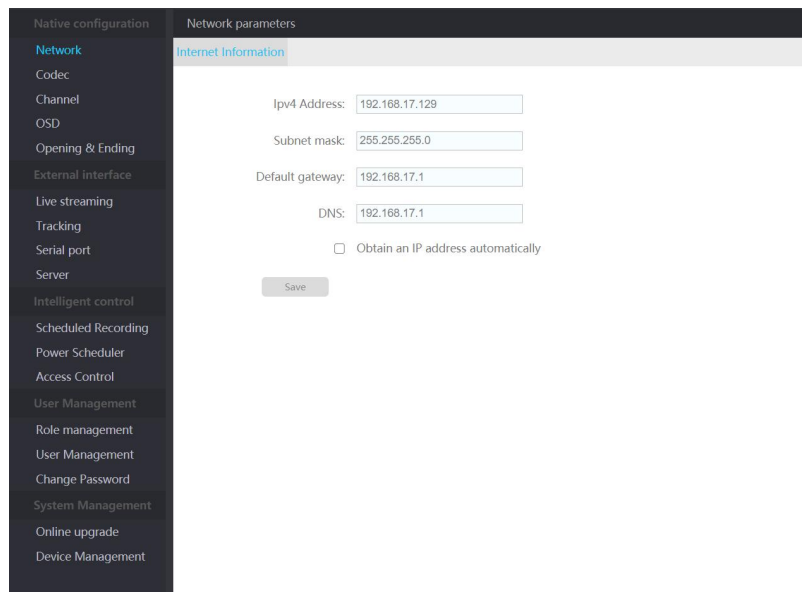 Native configuration
Network
Codec
Channel
OSD
Opening & Ending
External interface
Live streaming
Tracking
Serial port
Server
Intelligent control
Scheduled Recording
Power Scheduler
Access Control
User Management
Role management
User Management
Change Password
System Management
Online upgrade
Device Management
Network parameters
Internet Information
Ipv4 Address: 192.168.17.129
Subnet mask: 255.255.255.0
Default gateway: 192.168.17.1
DNS: 192.168.17.1
Obtain an IP address automatically
Save